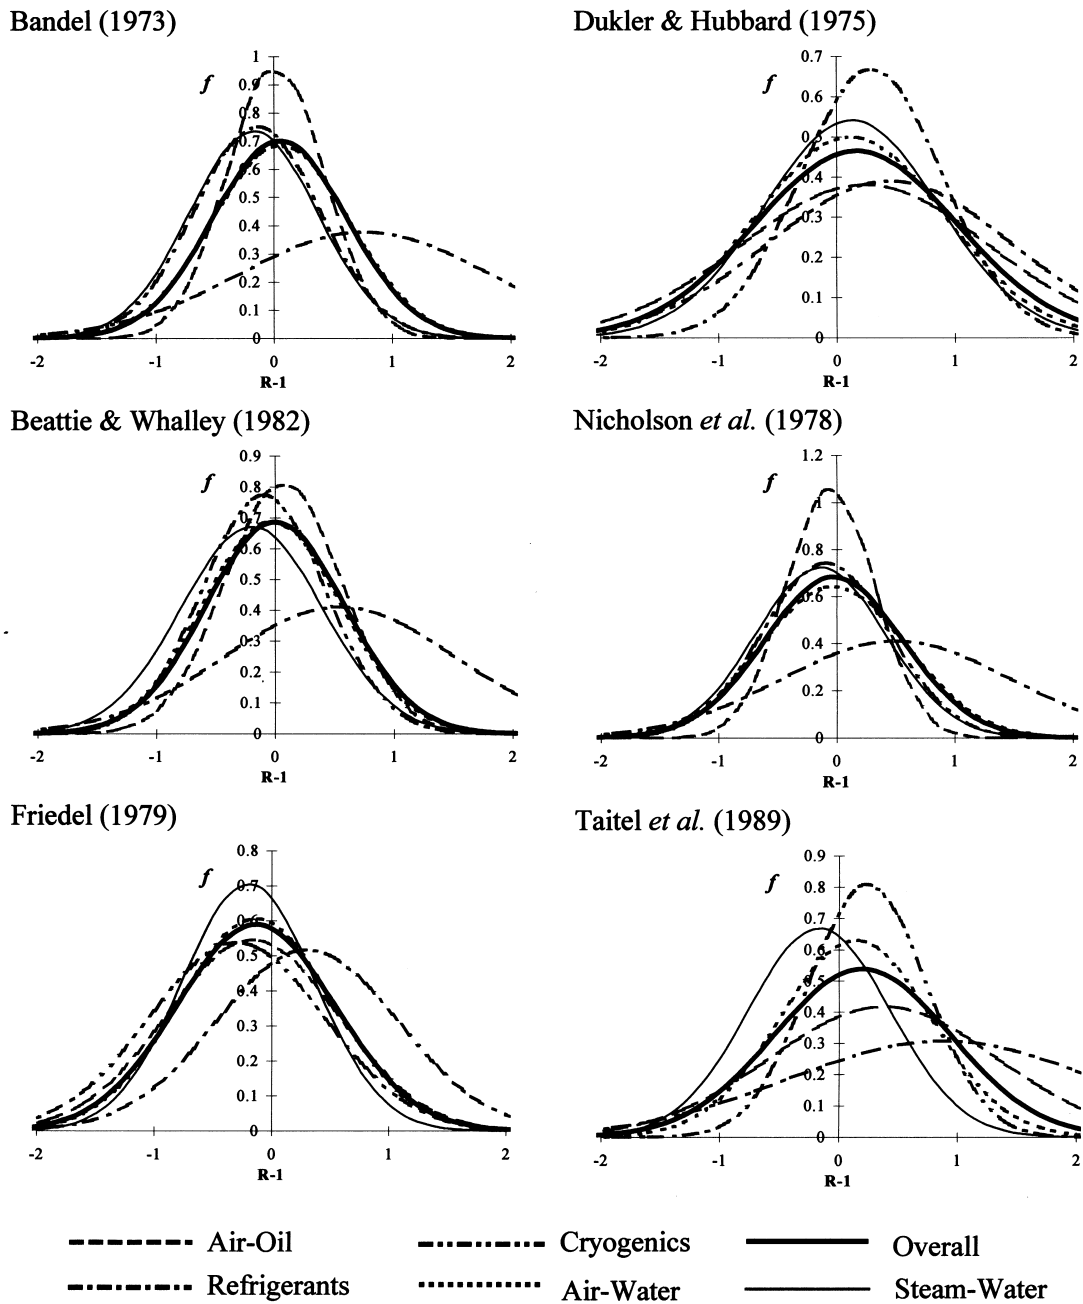 Bandel (1973)
f
1
0.9
0.8
0.7
0.6
0.5
0.4
0.3
0.2
0.1
0
-2 -1 0 1 2
R-1
Dukler & Hubbard (1975)
f
0.7
0.6
0.5
0.4
0.3
0.2
0.1
0
-2 -1 0 1 2
R-1
Beattie & Whalley (1982)
f
0.9
0.8
0.7
0.6
0.5
0.4
0.3
0.2
0.1
0
-2 -1 0 1 2
R-1
Nicholson et al. (1978)
f
1.2
1
0.8
0.6
0.4
0.2
0
-2 -1 0 1 2
R-1
Friedel (1979)
f
0.8
0.7
0.6
0.5
0.4
0.3
0.2
0.1
0
-2 -1 0 1 2
R-1
Taitel et al. (1989)
f
0.9
0.8
0.7
0.6
0.5
0.4
0.3
0.2
0.1
0
-2 -1 0 1 2
R-1
Air-Oil Cryogenics Overall
Refrigerants Air-Water Steam-Water